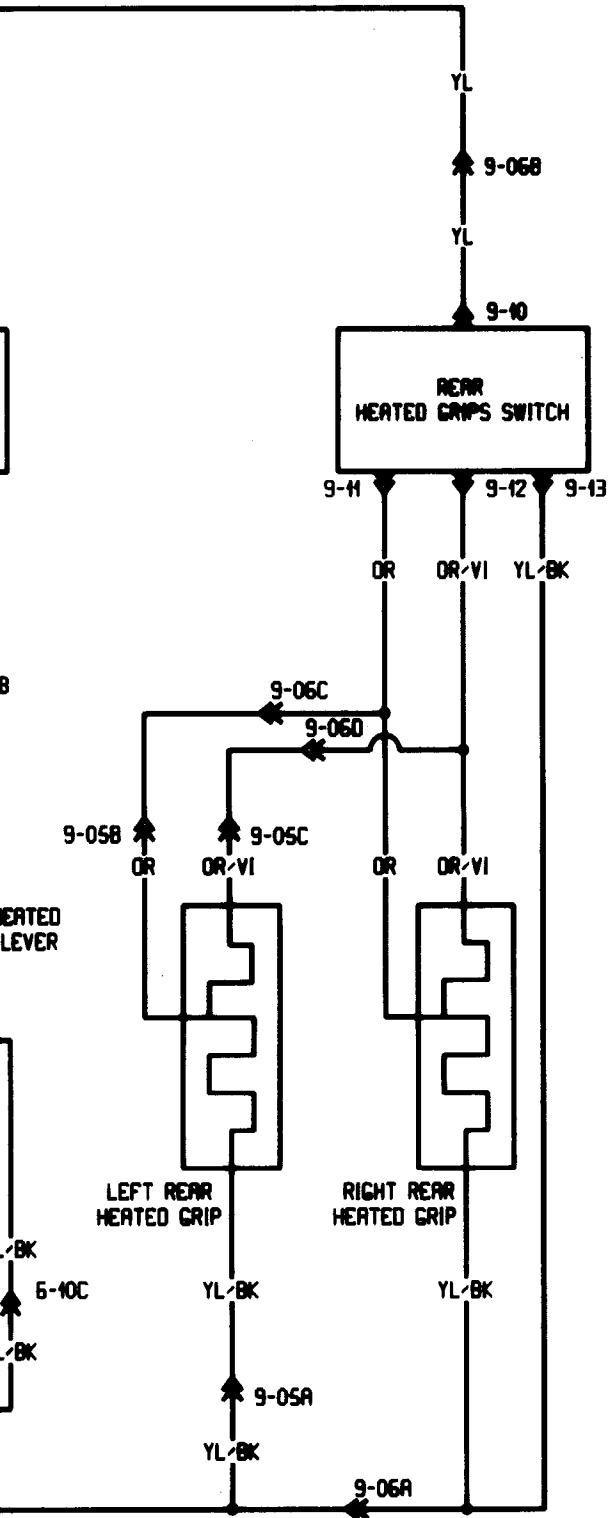 YL
9-06B
YL
9-10
REAR
HEATED GRIPS SWITCH
9-11
9-12
9-13
OR
OR/VI
YL/BK
B
9-06C
9-06D
9-05B
9-05C
OR
OR/VI
OR
OR/VI
EATED
LEVER
LEFT REAR
HEATED GRIP
RIGHT REAR
HEATED GRIP
L/BK
6-10C
YL/BK
YL/BK
L/BK
9-05A
YL/BK
9-06A